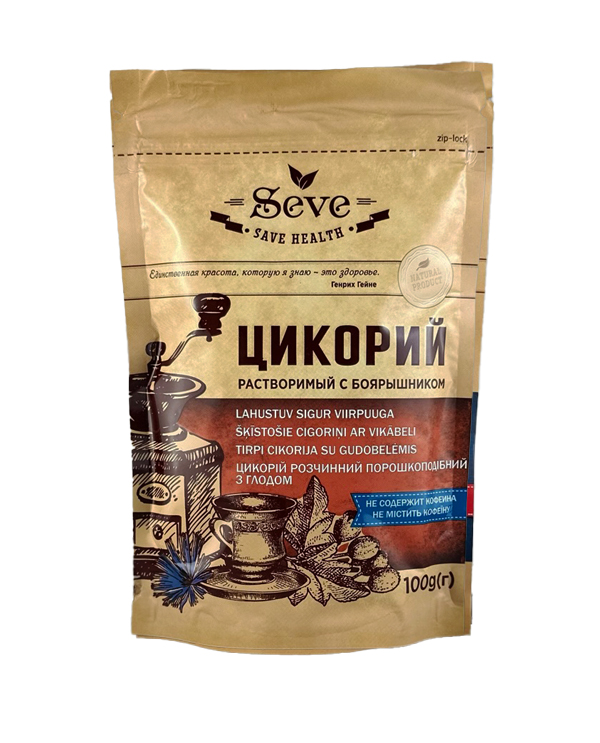 zip-lock
Seve
SAVE HEALTH
Единственная красота, которую я знаю – это здоровье.
Генрих Гейне
NATURAL
PRODUCT
ЦИКОРИЙ
РАСТВОРИМЫЙ С БОЯРЫШНИКОМ
LAHUSTUV SIGUR VIIRPUUGA
ŠĶĪSTOŠIE CIGORIŅI AR VIKĀBELI
TIRPI CIKORIJA SU GUDOBELĖMIS
ЦИКОРІЙ РОЗЧИННИЙ ПОРОШКОПОДІБНИЙ
З ГЛОДОМ
НЕ СОДЕРЖИТ КОФЕИНА
НЕ МІСТИТЬ КОФЕЇНУ
100g(г)